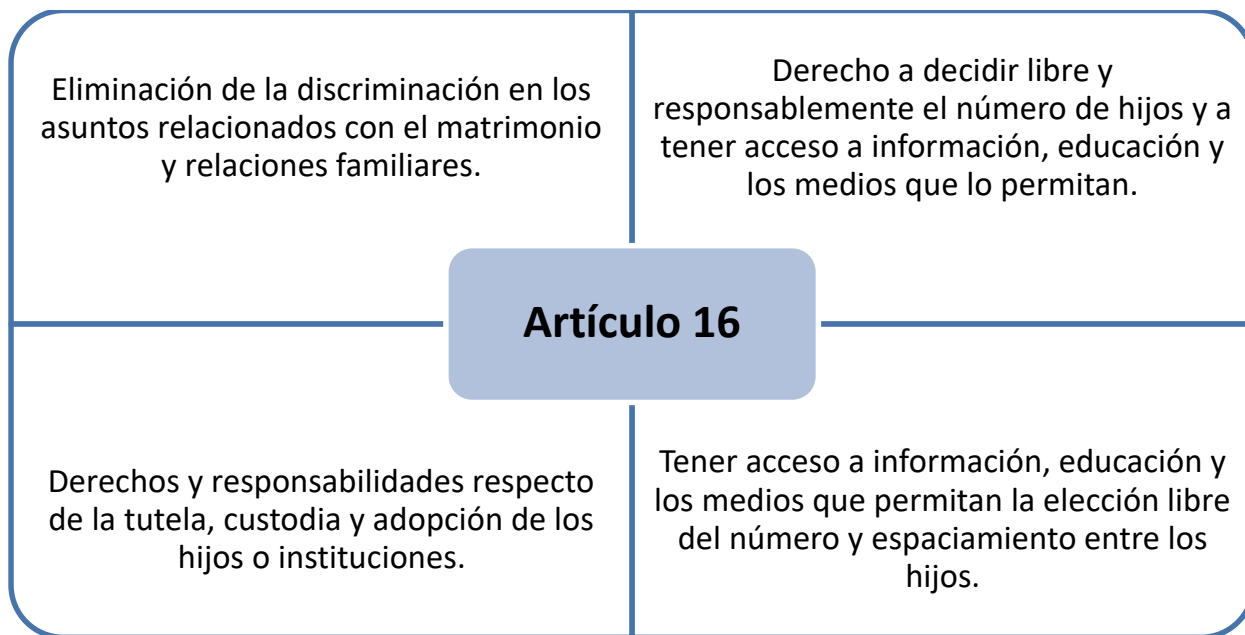 Eliminación de la discriminación en los
asuntos relacionados con el matrimonio
y relaciones familiares.
Derecho a decidir libre y
responsablemente el número de hijos y a
tener acceso a información, educación y
los medios que lo permitan.
Artículo 16
Derechos y responsabilidades respecto
de la tutela, custodia y adopción de los
hijos o instituciones.
Tener acceso a información, educación y
los medios que permitan la elección libre
del número y espaciamiento entre los
hijos.